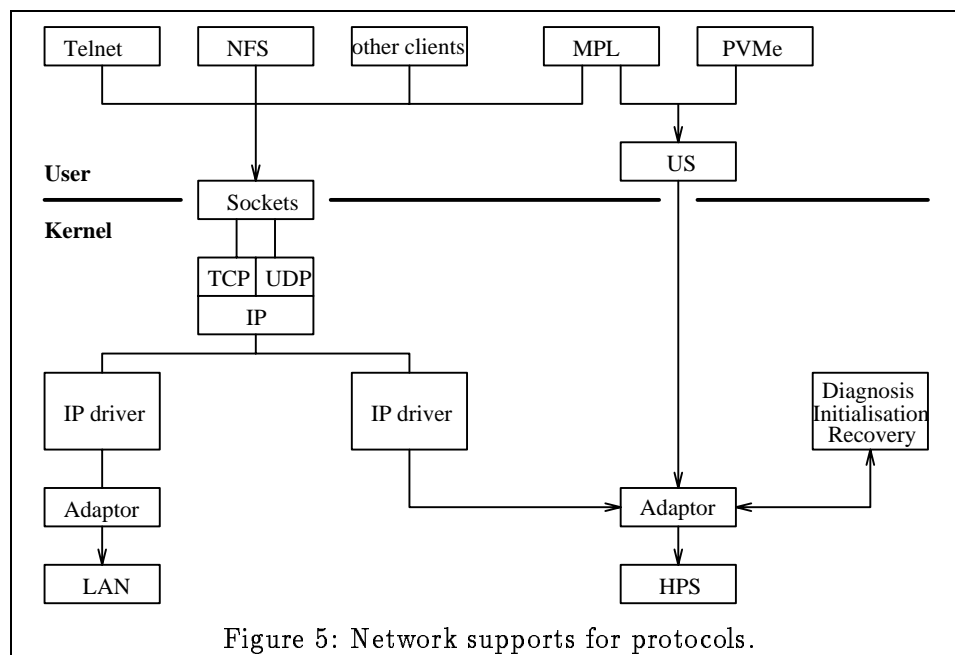 Telnet
NFS
other clients
MPL
PVMe
US
User
Sockets
Kernel
TCP
UDP
IP
IP driver
IP driver
Diagnosis
Initialisation
Recovery
Adaptor
Adaptor
LAN
HPS
Figure 5: Network supports for protocols.